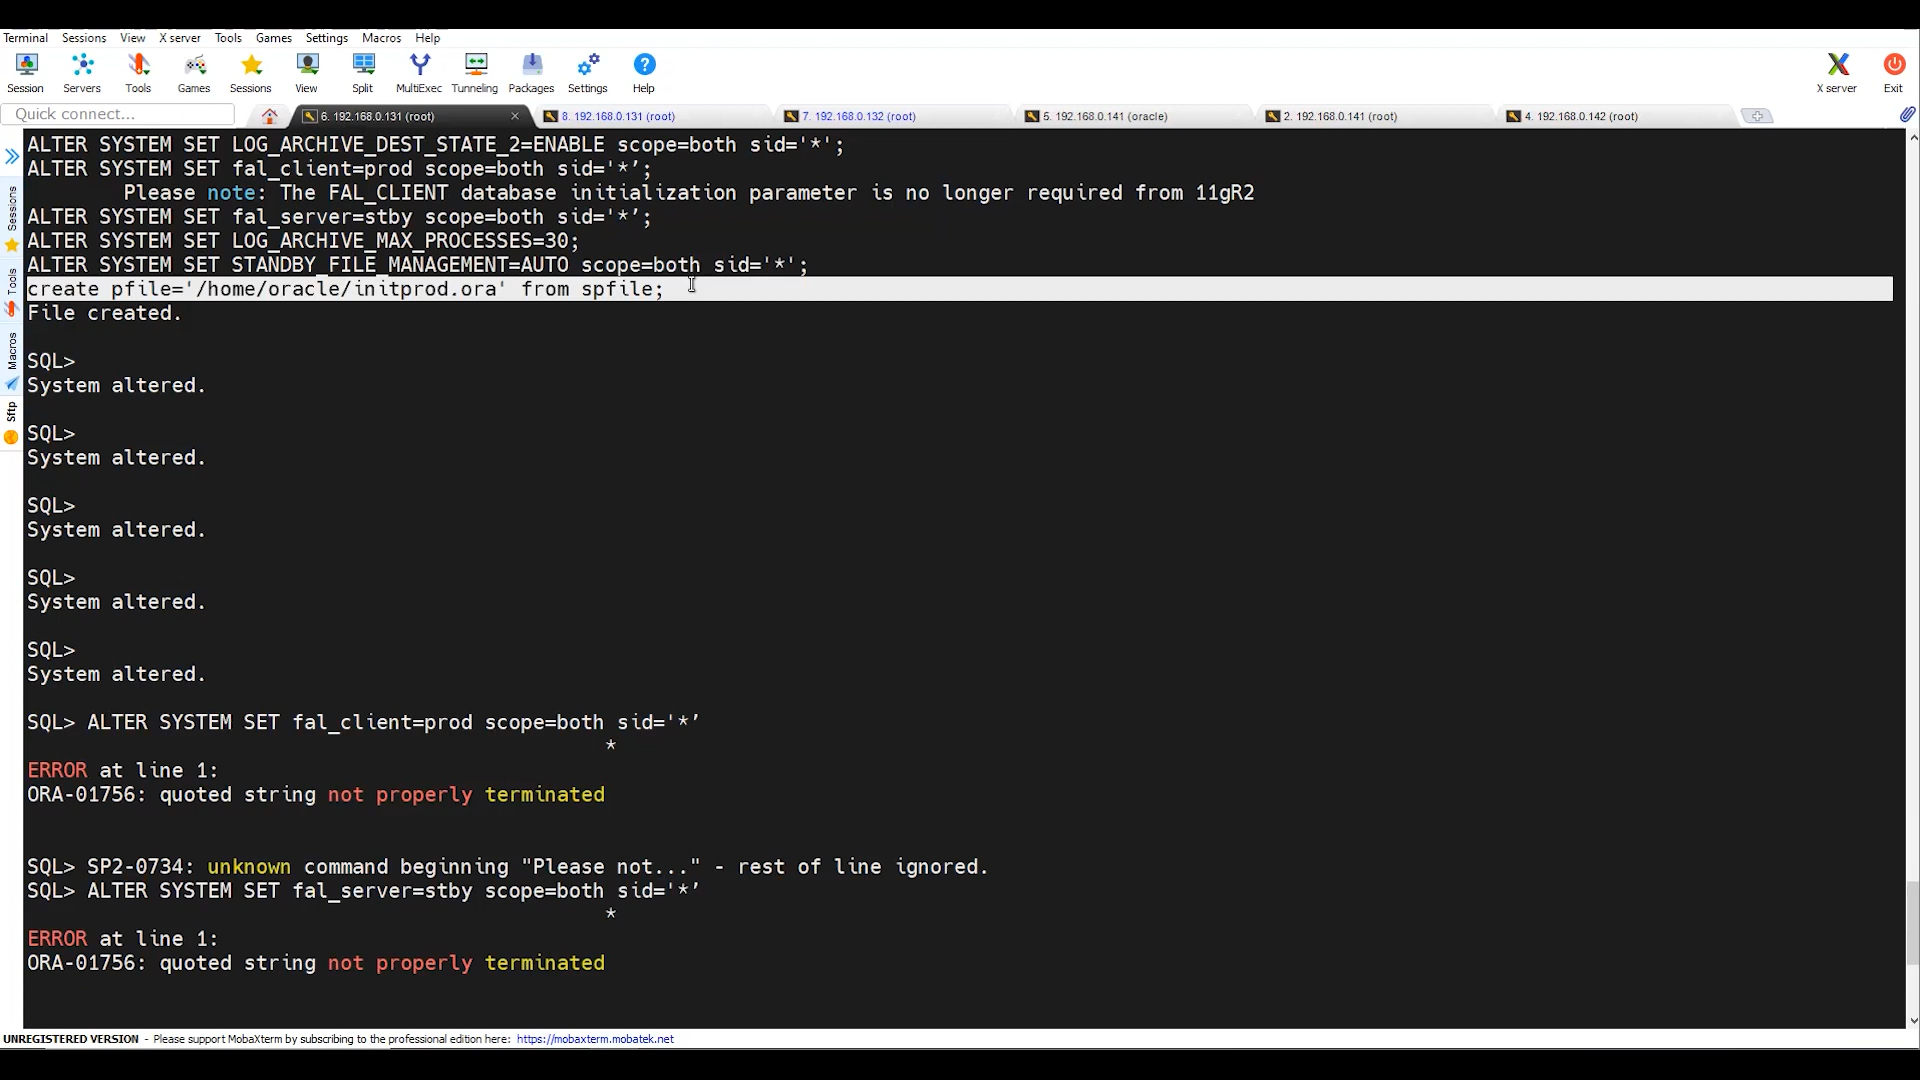 Terminal Sessions View X server Tools Games Settings Macros Help
Session Servers Tools Games Sessions View Split MultiExec Tunneling Packages Settings Help X server Exit
Quick connect... 6. 192.168.0.131 (root) 8. 192.168.0.131 (root) 7. 192.168.0.132 (root) 5. 192.168.0.141 (oracle) 2. 192.168.0.141 (root) 4. 192.168.0.142 (root)
Sessions
Tools
Macros
Sftp
ALTER SYSTEM SET LOG_ARCHIVE_DEST_STATE_2=ENABLE scope=both sid='*';
ALTER SYSTEM SET fal_client=prod scope=both sid='*’;
Please note: The FAL_CLIENT database initialization parameter is no longer required from 11gR2
ALTER SYSTEM SET fal_server=stby scope=both sid='*’;
ALTER SYSTEM SET LOG_ARCHIVE_MAX_PROCESSES=30;
ALTER SYSTEM SET STANDBY_FILE_MANAGEMENT=AUTO scope=both sid='*';
create pfile='/home/oracle/initprod.ora' from spfile;
File created.
SQL>
System altered.
SQL>
System altered.
SQL>
System altered.
SQL>
System altered.
SQL>
System altered.
SQL> ALTER SYSTEM SET fal_client=prod scope=both sid='*’
*
ERROR at line 1:
ORA-01756: quoted string not properly terminated
SQL> SP2-0734: unknown command beginning "Please not..." - rest of line ignored.
SQL> ALTER SYSTEM SET fal_server=stby scope=both sid='*’
*
ERROR at line 1:
ORA-01756: quoted string not properly terminated
UNREGISTERED VERSION - Please support MobaXterm by subscribing to the professional edition here: https://mobaxterm.mobatek.net